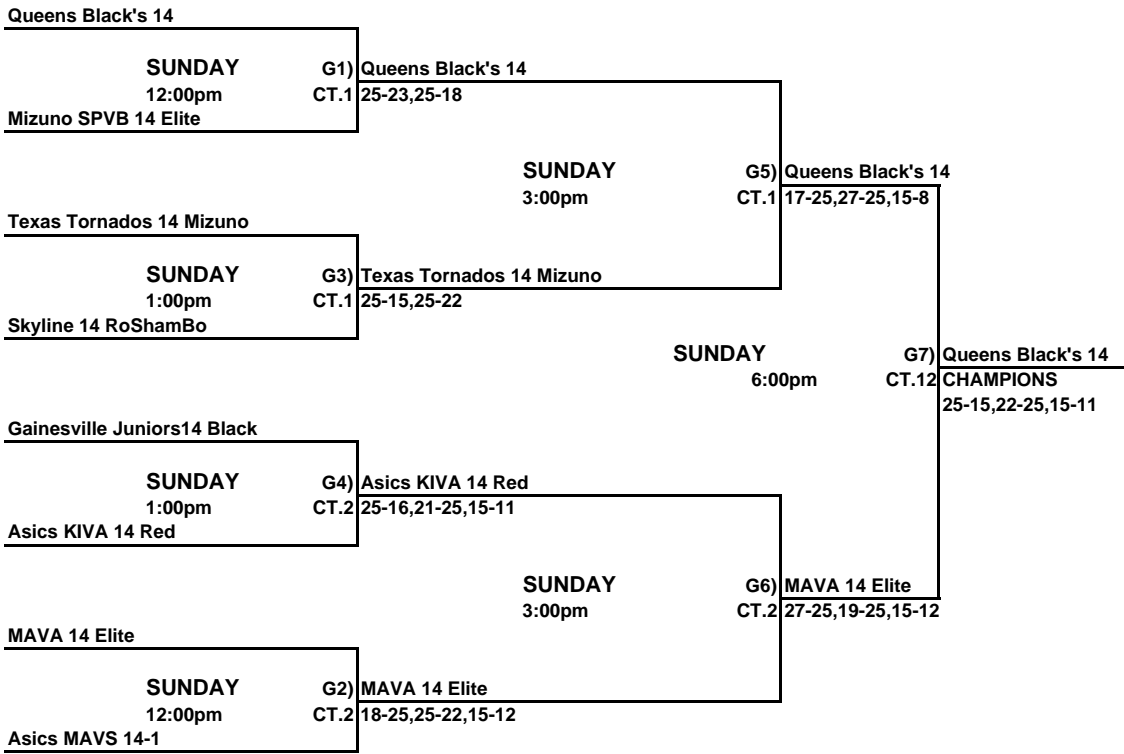 Queens Black's 14
SUNDAY G1) Queens Black's 14
12:00pm CT.1 25-23,25-18
Mizuno SPVB 14 Elite
SUNDAY G5) Queens Black's 14
3:00pm CT.1 17-25,27-25,15-8
Texas Tornados 14 Mizuno
SUNDAY G3) Texas Tornados 14 Mizuno
1:00pm CT.1 25-15,25-22
Skyline 14 RoShamBo
SUNDAY G7) Queens Black's 14
6:00pm CT.12 CHAMPIONS
25-15,22-25,15-11
Gainesville Juniors14 Black
SUNDAY G4) Asics KIVA 14 Red
1:00pm CT.2 25-16,21-25,15-11
Asics KIVA 14 Red
SUNDAY G6) MAVA 14 Elite
3:00pm CT.2 27-25,19-25,15-12
MAVA 14 Elite
SUNDAY G2) MAVA 14 Elite
12:00pm CT.2 18-25,25-22,15-12
Asics MAVS 14-1